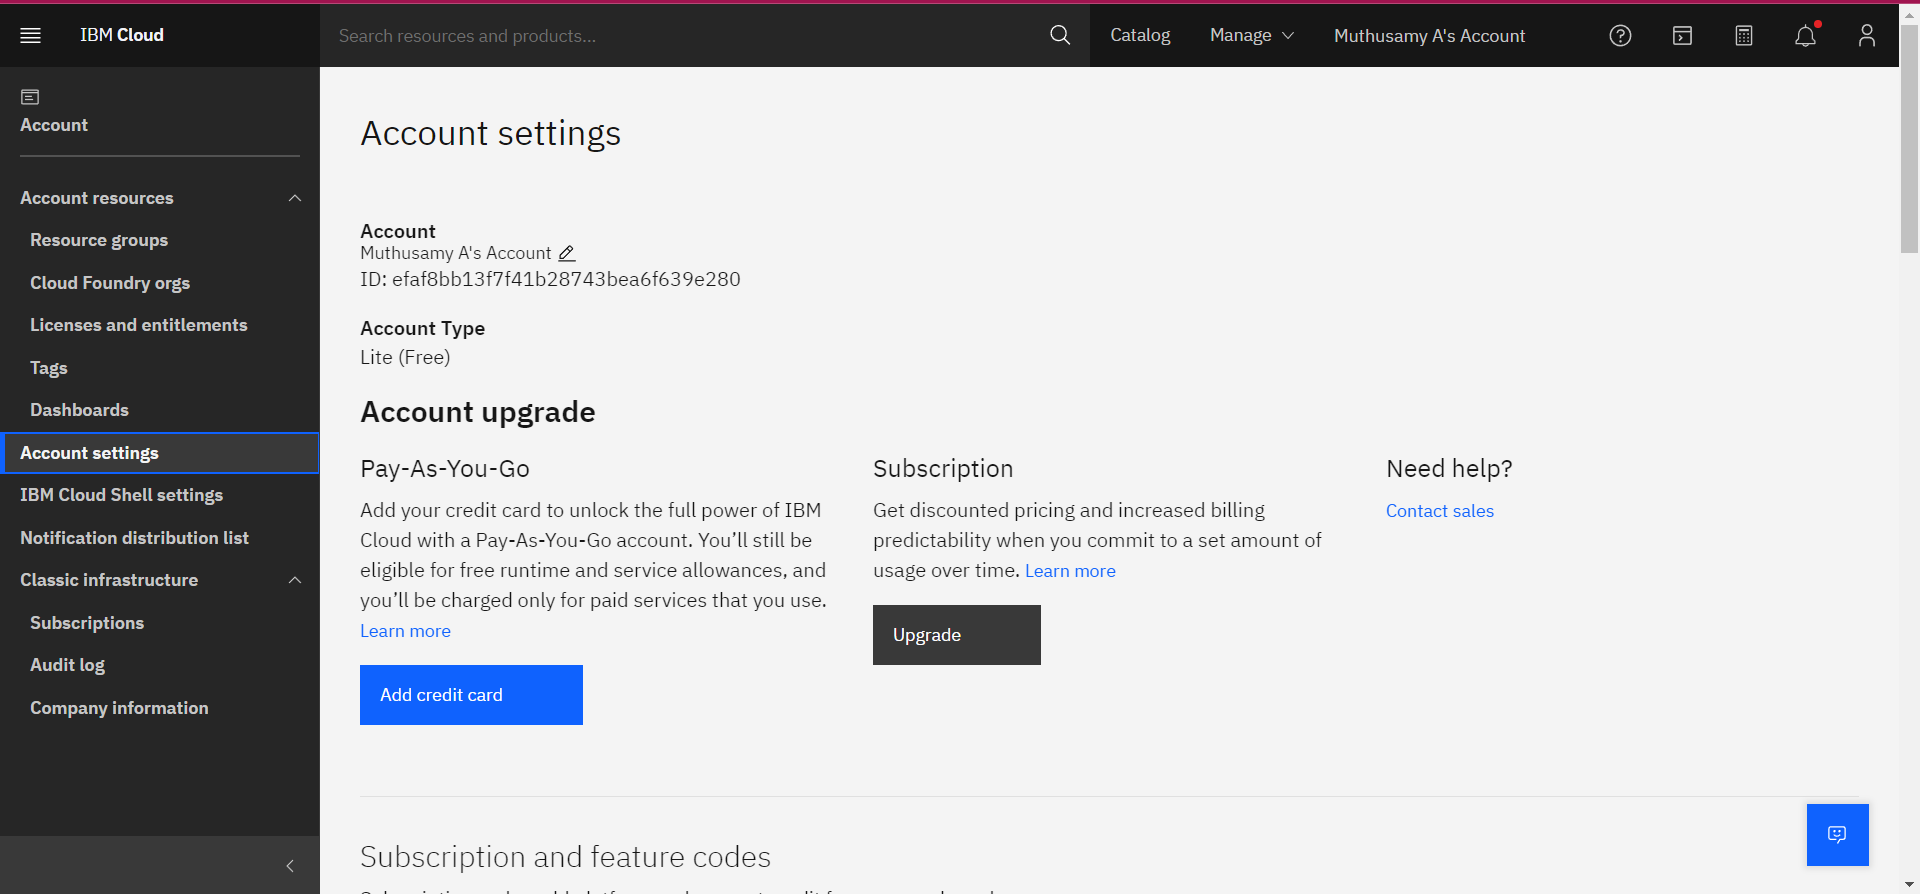 IBM Cloud
Search resources and products...
Catalog
Manage
Muthusamy A's Account
Account
Account resources
Resource groups
Cloud Foundry orgs
Licenses and entitlements
Tags
Dashboards
Account settings
IBM Cloud Shell settings
Notification distribution list
Classic infrastructure
Subscriptions
Audit log
Company information
Account settings
Account
Muthusamy A's Account
ID: efaf8bb13f7f41b28743bea6f639e280
Account Type
Lite (Free)
Account upgrade
Pay-As-You-Go
Add your credit card to unlock the full power of IBM
Cloud with a Pay-As-You-Go account. You’ll still be
eligible for free runtime and service allowances, and
you’ll be charged only for paid services that you use.
Learn more
Add credit card
Subscription
Get discounted pricing and increased billing
predictability when you commit to a set amount of
usage over time. Learn more
Upgrade
Need help?
Contact sales
Subscription and feature codes